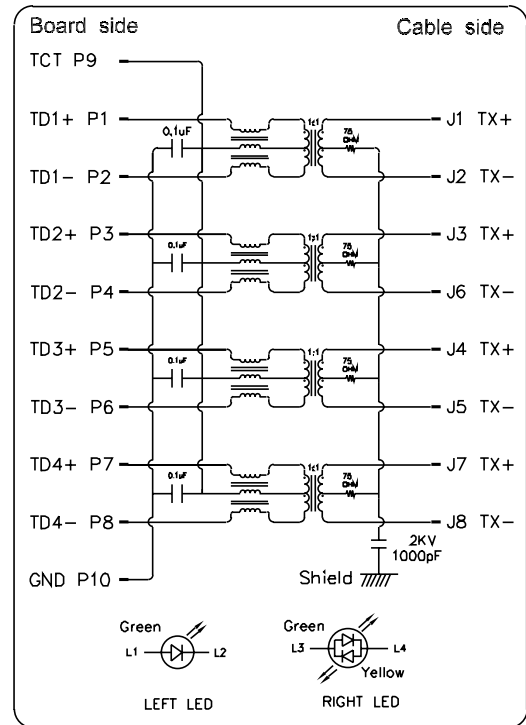 Board side Cable side
TCT P9
TD1+ P1 0.1uF 1:1 75 OHM J1 TX+
TD1- P2 J2 TX-
TD2+ P3 0.1uF 1:1 75 OHM J3 TX+
TD2- P4 J6 TX-
TD3+ P5 0.1uF 1:1 75 OHM J4 TX+
TD3- P6 J5 TX-
TD4+ P7 0.1uF 1:1 75 OHM J7 TX+
TD4- P8 J8 TX-
2KV
1000pF
GND P10 Shield
Green Green
L1 L2 L3 L4
Yellow
LEFT LED RIGHT LED